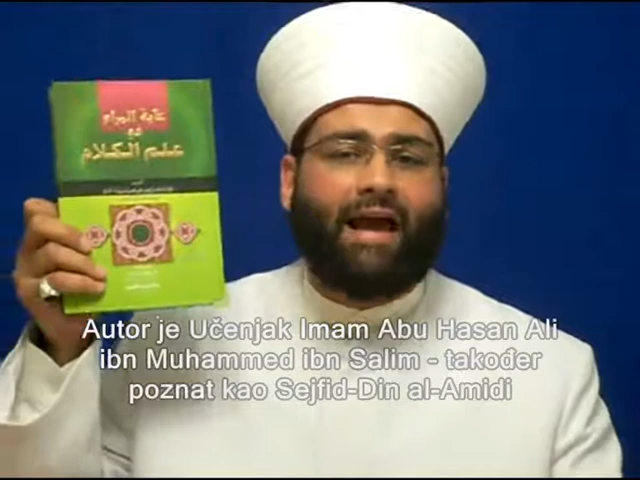 غاية المرام
في
علم الكلام
Autor je Učenjak Imam Abu Hasan Ali
ibn Muhammed ibn Salim - također
poznat kao Sejfid-Din al-Amidi